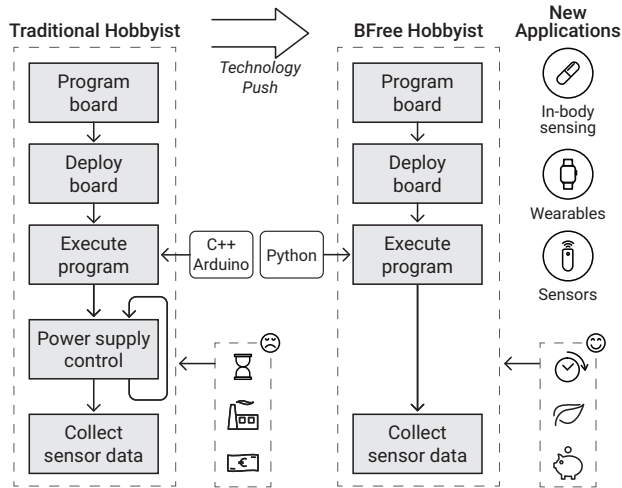 Traditional Hobbyist
Technology
Push
BFree Hobbyist
New
Applications
Program
board
Deploy
board
Execute
program
Power supply
control
Collect
sensor data
C++
Arduino
Python
Program
board
Deploy
board
Execute
program
Collect
sensor data
In-body
sensing
Wearables
Sensors
€